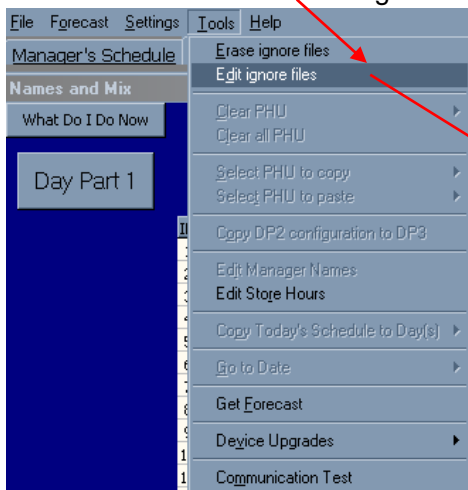 File Forecast Settings Tools Help
Manager's Schedule
Names and Mix
What Do I Do Now
Day Part 1
Erase ignore files
Edit ignore files
Clear PHU
Clear all PHU
Select PHU to copy
Select PHU to paste
Copy DP2 configuration to DP3
Edit Manager Names
Edit Store Hours
Copy Today's Schedule to Day(s)
Go to Date
Get Forecast
Device Upgrades
Communication Test